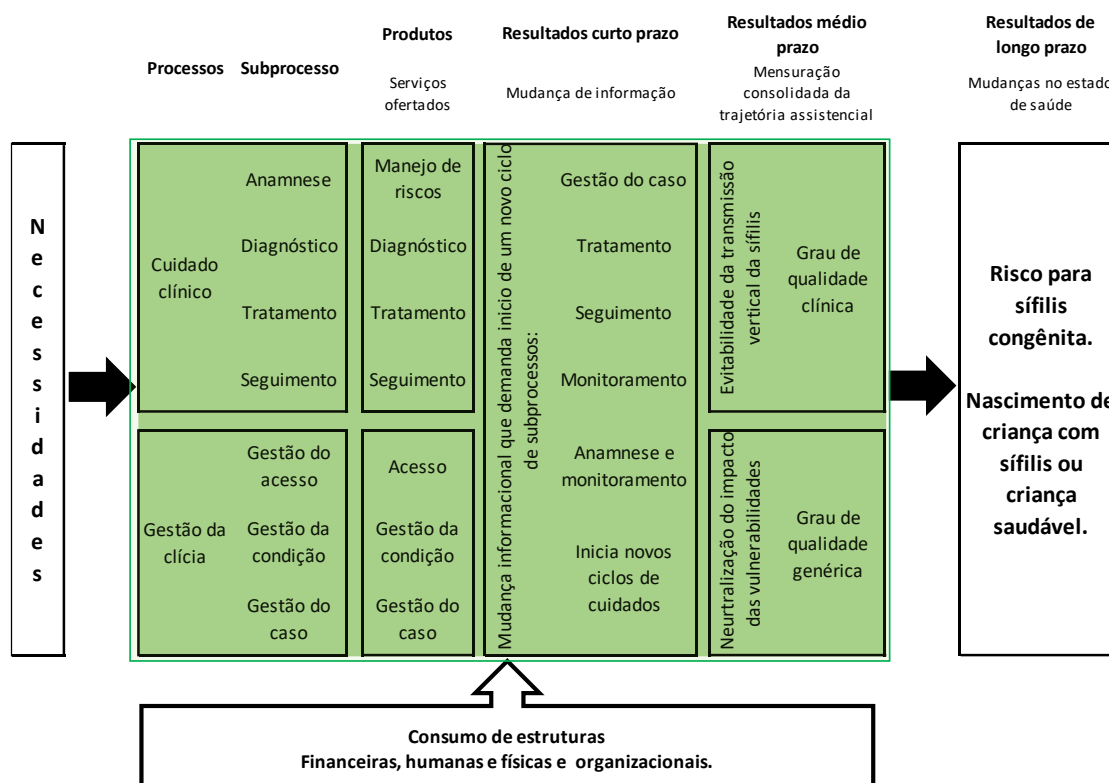 Processos
Subprocesso
Produtos
Serviços
ofertados
Resultados curto prazo
Mudança de informação
Resultados médio
prazo
Mensuração
consolidada da
trajetória assistencial
Resultados de
longo prazo
Mudanças no estado
de saúde
Necessidades
Cuidado
clínico
Anamnese
Diagnóstico
Tratamento
Seguimento
Manejo de
riscos
Diagnóstico
Tratamento
Seguimento
Gestão da
clícia
Gestão do
acesso
Gestão da
condição
Gestão do
caso
Acesso
Gestão da
condição
Gestão do
caso
Mudança informacional que demanda inicio de um novo ciclo
de subprocessos:
Gestão do caso
Tratamento
Seguimento
Monitoramento
Anamnese e
monitoramento
Inicia novos
ciclos de
cuidados
Evitabilidade da transmissão
vertical da sífilis
Grau de
qualidade
clínica
Neurtralização do impacto
das vulnerabilidades
Grau de
qualidade
genérica
Risco para
sífilis
congênita.
Nascimento de
criança com
sífilis ou
criança
saudável.
Consumo de estruturas
Financeiras, humanas e físicas e organizacionais.